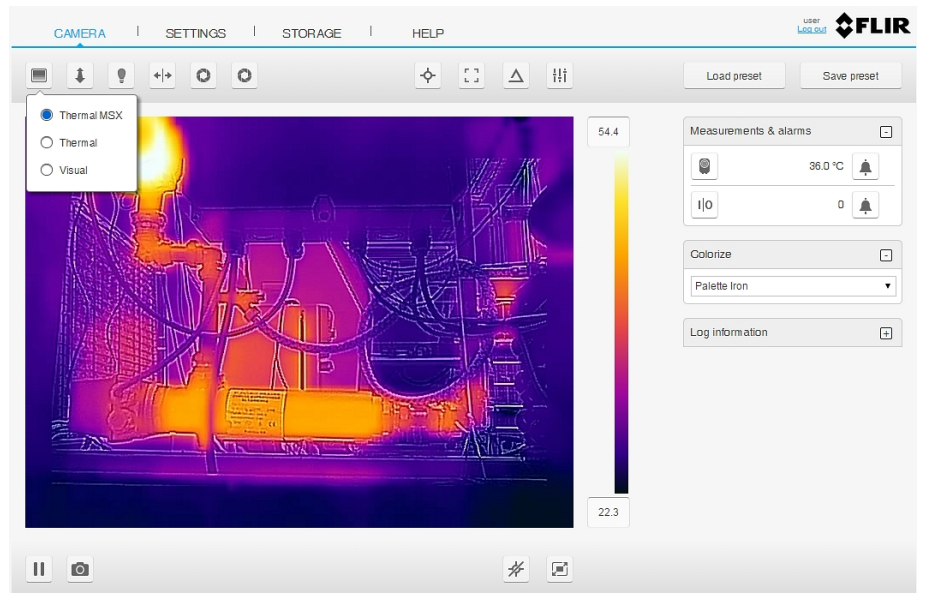 CAMERA SETTINGS STORAGE HELP
user
Log out
FLIR
Load preset Save preset
Thermal MSX
Thermal
Visual
54.4
22.3
Measurements & alarms
36.0 °C
I|O 0
Colorize
Palette Iron
Log information